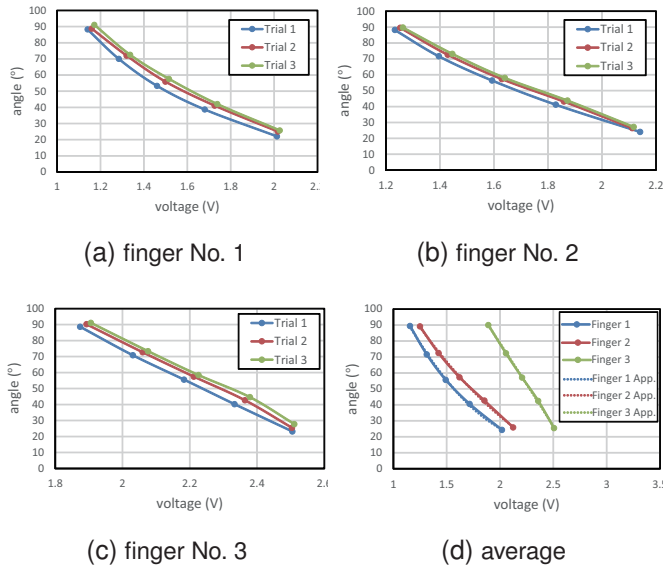 100
90
80
70
60
50
40
30
20
10
0
angle (°)
1 1.2 1.4 1.6 1.8 2 2.2
voltage (V)
Trial 1
Trial 2
Trial 3
(a) finger No. 1
100
90
80
70
60
50
40
30
20
10
0
angle (°)
1.2 1.4 1.6 1.8 2 2.2
voltage (V)
Trial 1
Trial 2
Trial 3
(b) finger No. 2
100
90
80
70
60
50
40
30
20
10
0
angle (°)
1.8 2 2.2 2.4 2.6
voltage (V)
Trial 1
Trial 2
Trial 3
(c) finger No. 3
100
90
80
70
60
50
40
30
20
10
0
angle (°)
1 1.5 2 2.5 3 3.5
voltage (V)
Finger 1
Finger 2
Finger 3
Finger 1 App.
Finger 2 App.
Finger 3 App.
(d) average